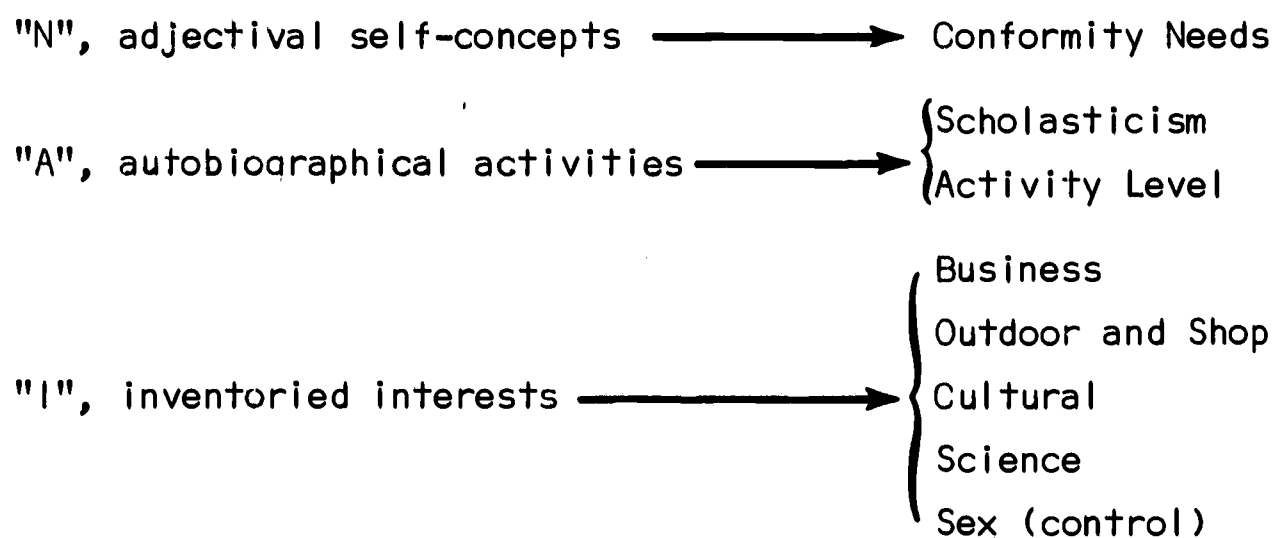 "N", adjectival self-concepts Conformity Needs
"A", autobiographical activities
Scholasticism
Activity Level
"I", inventoried interests
Business
Outdoor and Shop
Cultural
Science
Sex (control)